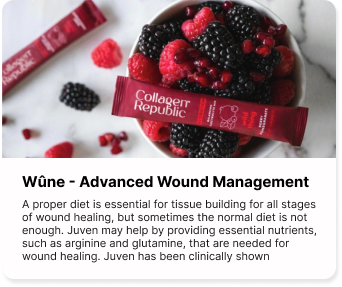 Collagen
Republic
Collagen
Republic
Wûne - Advanced Wound Management
A proper diet is essential for tissue building for all stages
of wound healing, but sometimes the normal diet is not
enough. Juven may help by providing essential nutrients,
such as arginine and glutamine, that are needed for
wound healing. Juven has been clinically shown